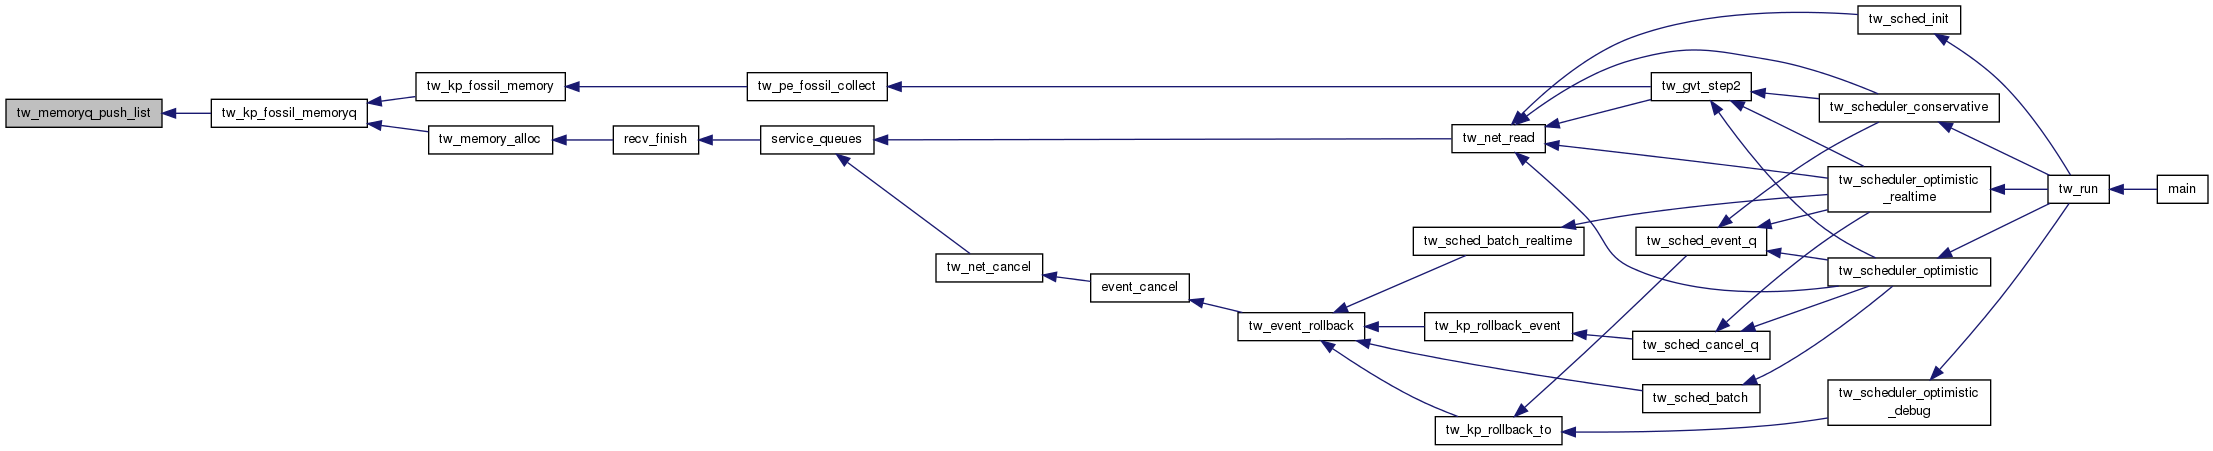 tw_memoryq_push_list
tw_kp_fossil_memoryq
tw_kp_fossil_memory
tw_memory_alloc
recv_finish
tw_pe_fossil_collect
service_queues
tw_net_cancel
event_cancel
tw_event_rollback
tw_sched_batch_realtime
tw_kp_rollback_event
tw_kp_rollback_to
tw_net_read
tw_gvt_step2
tw_sched_event_q
tw_sched_cancel_q
tw_sched_batch
tw_sched_init
tw_scheduler_conservative
tw_scheduler_optimistic
_realtime
tw_scheduler_optimistic
tw_scheduler_optimistic
_debug
tw_run
main